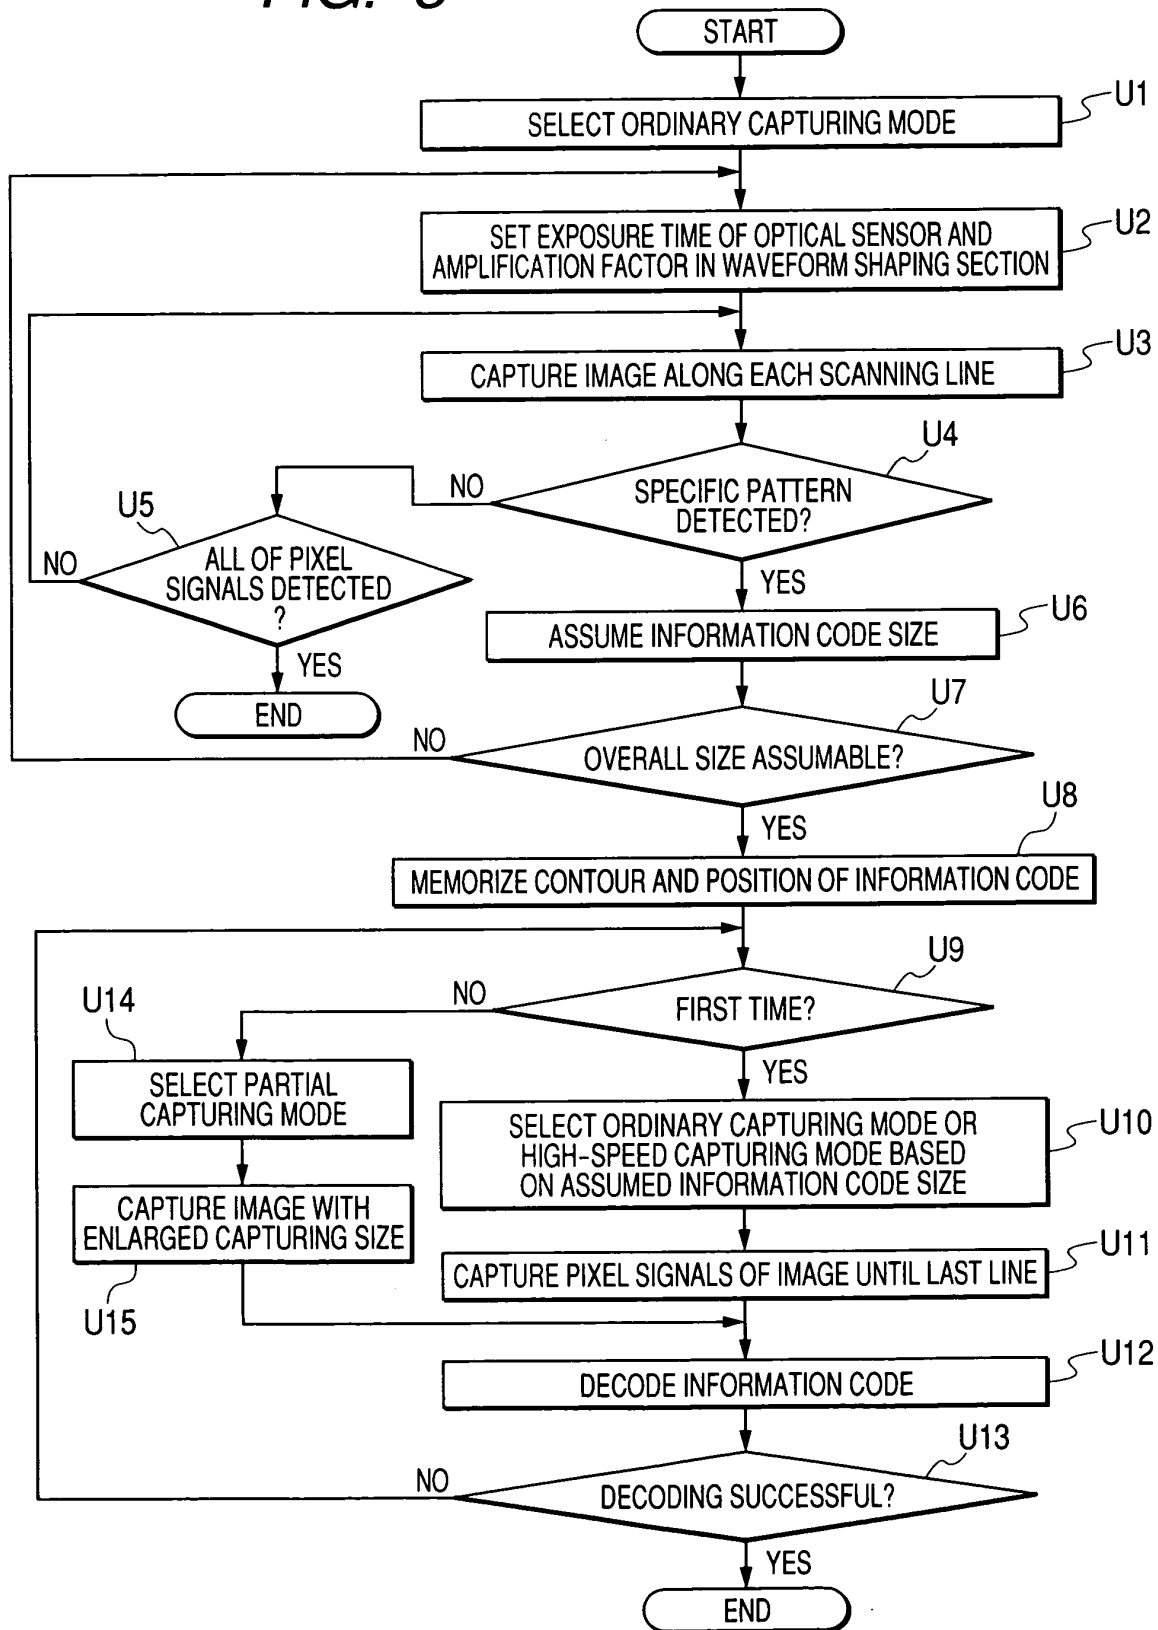 START
U1
SELECT ORDINARY CAPTURING MODE
U2
SET EXPOSURE TIME OF OPTICAL SENSOR AND
AMPLIFICATION FACTOR IN WAVEFORM SHAPING SECTION
U3
CAPTURE IMAGE ALONG EACH SCANNING LINE
U4
NO
SPECIFIC PATTERN
DETECTED?
U5
NO
ALL OF PIXEL
SIGNALS DETECTED
?
YES
YES
U6
ASSUME INFORMATION CODE SIZE
END
U7
NO
OVERALL SIZE ASSUMABLE?
YES
U8
MEMORIZE CONTOUR AND POSITION OF INFORMATION CODE
U9
NO
FIRST TIME?
YES
U14
SELECT PARTIAL
CAPTURING MODE
U10
SELECT ORDINARY CAPTURING MODE OR
HIGH-SPEED CAPTURING MODE BASED
ON ASSUMED INFORMATION CODE SIZE
CAPTURE IMAGE WITH
ENLARGED CAPTURING SIZE
U15
U11
CAPTURE PIXEL SIGNALS OF IMAGE UNTIL LAST LINE
U12
DECODE INFORMATION CODE
U13
NO
DECODING SUCCESSFUL?
YES
END